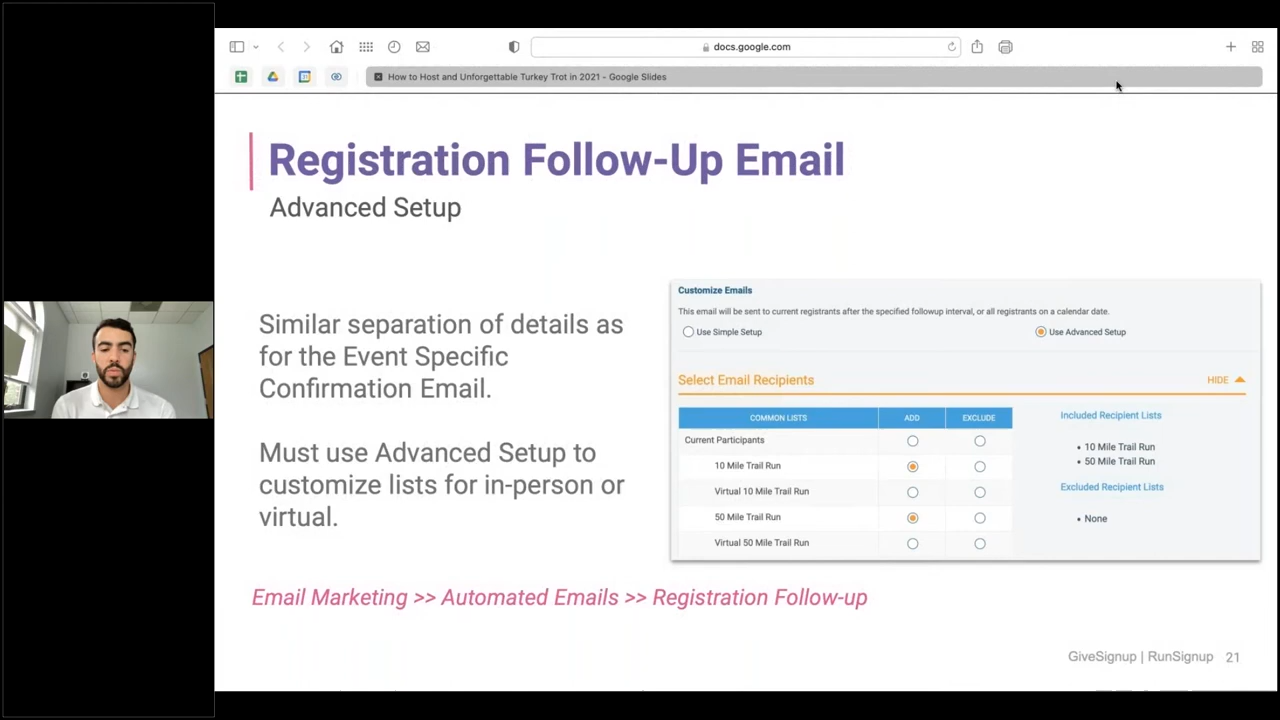 docs.google.com
How to Host and Unforgettable Turkey Trot in 2021 - Google Slides
Registration Follow-Up Email
Advanced Setup
Similar separation of details as
for the Event Specific
Confirmation Email.
Must use Advanced Setup to
customize lists for in-person or
virtual.
Customize Emails
This email will be sent to current registrants after the specified followup interval, or all registrants on a calendar date.
Use Simple Setup
Use Advanced Setup
Select Email Recipients
HIDE
COMMON LISTS ADD EXCLUDE
Current Participants
10 Mile Trail Run
Virtual 10 Mile Trail Run
50 Mile Trail Run
Virtual 50 Mile Trail Run
Included Recipient Lists
• 10 Mile Trail Run
• 50 Mile Trail Run
Excluded Recipient Lists
• None
Email Marketing >> Automated Emails >> Registration Follow-up
GiveSignup | RunSignup 21